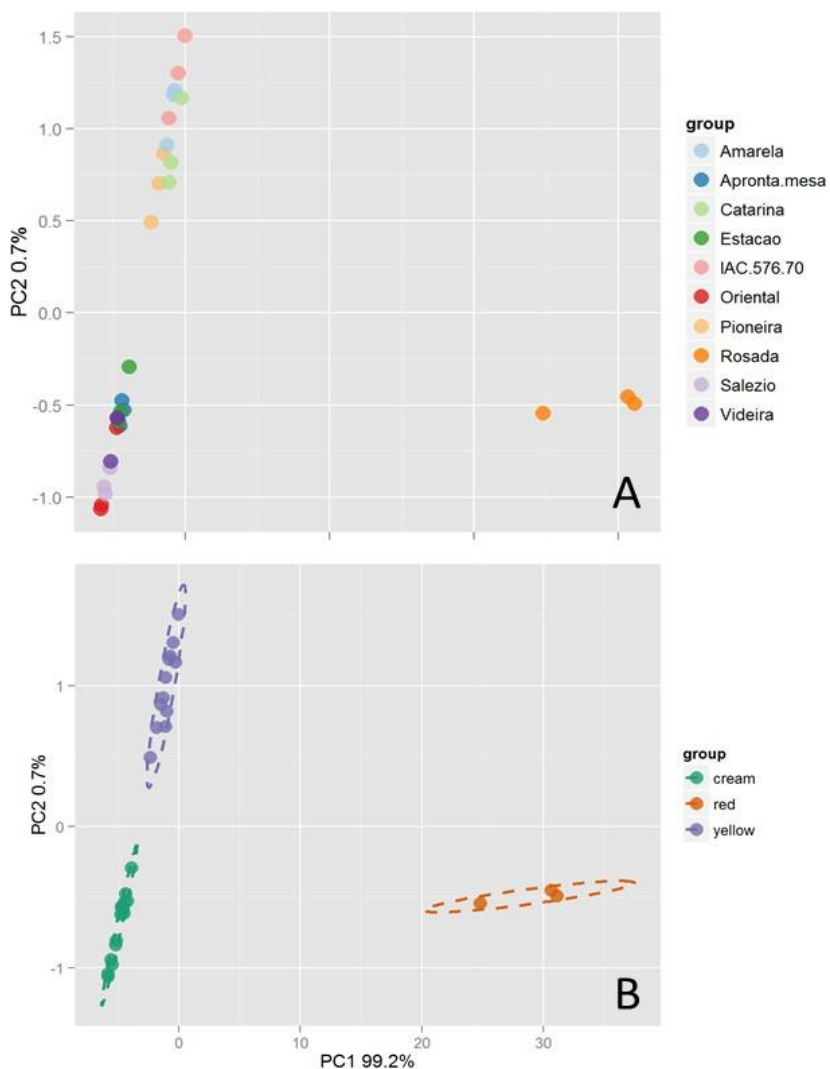 1.5
1.0
0.5
0.0
-0.5
-1.0
PC2 0.7%
A
group
Amarela
Apronta.mesa
Catarina
Estacao
IAC.576.70
Oriental
Pioneira
Rosada
Salezio
Videira
1
0
-1
PC2 0.7%
B
0
10
20
30
PC1 99.2%
group
cream
red
yellow